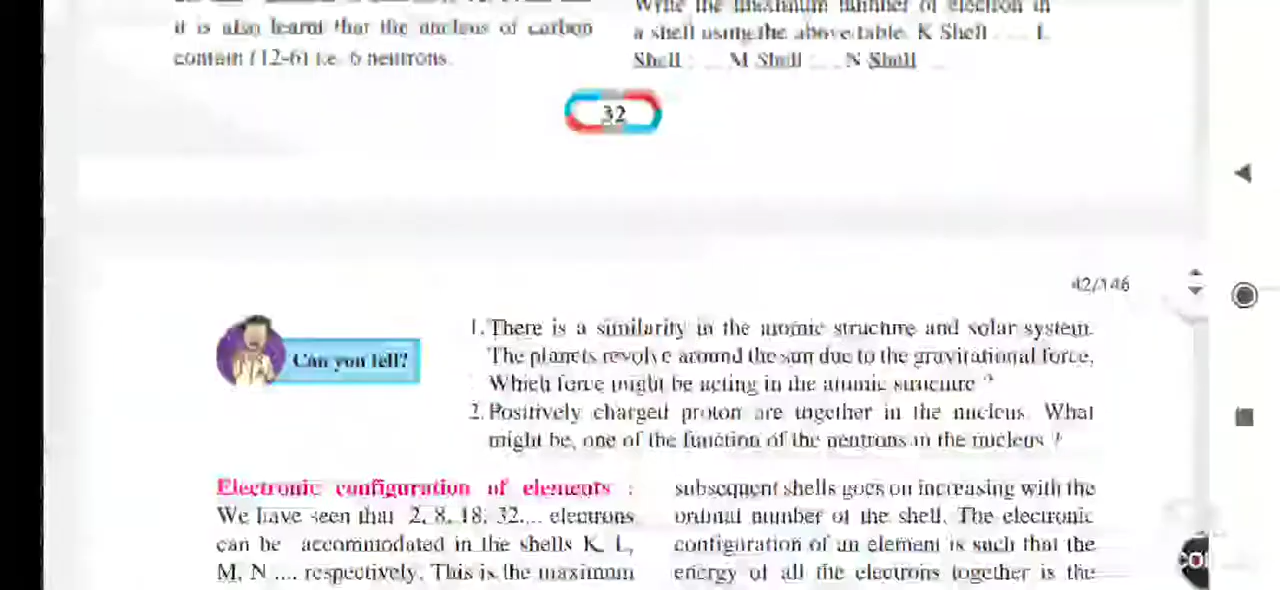 it is also learnt that the nucleus of carbon
contain (12-6) i.e. 6 neutrons.
Write the maximum number of electron in
a shell using the above table. K Shell .... L
Shell : ... M Shell : ... N Shell ...
32
42/146
Can you tell?
1. There is a similarity in the atomic structure and solar system.
The planets revolve around the sun due to the gravitational force.
Which force might be acting in the atomic structure ?
2. Positively charged proton are together in the nucleus. What
might be, one of the function of the neutrons in the nucleus ?
Electronic configuration of elements :
We have seen that 2, 8, 18, 32.... electrons
can be accommodated in the shells K, L,
M, N .... respectively. This is the maximum
subsequent shells goes on increasing with the
ordinal number of the shell. The electronic
configuration of an element is such that the
energy of all the electrons together is the